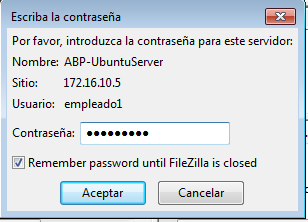 Escriba la contraseña
Por favor, introduzca la contraseña para este servidor:
Nombre: ABP-UbuntuServer
Sitio: 172.16.10.5
Usuario: empleado1
Contraseña: ●●●●●●●●●
Remember password until FileZilla is closed
Aceptar Cancelar